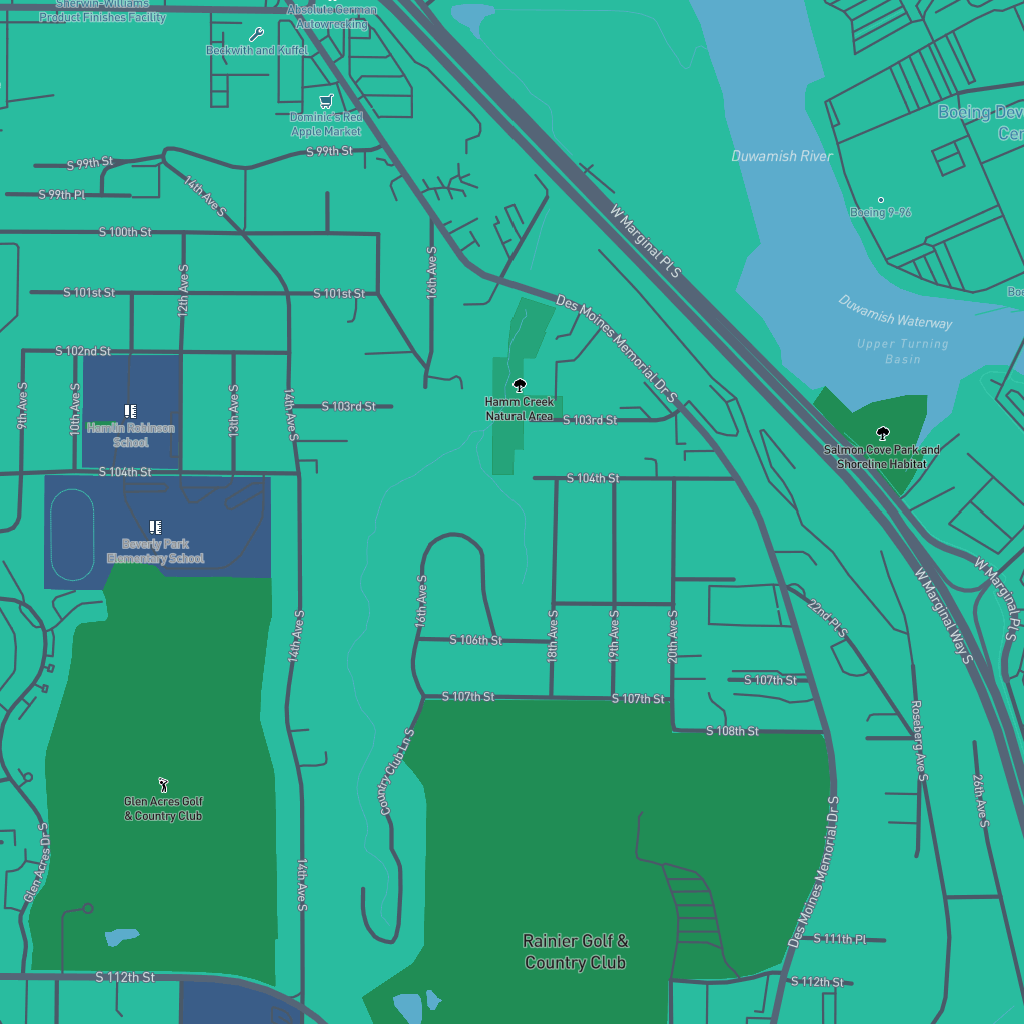 Sherwin-Williams
Product Finishes Facility
Absolute German
Autowrecking
Beckwith and Kuffel
Dominic's Red
Apple Market
Boeing Dev
Cen
Duwamish River
Boeing 9-96
S 99th St
S 99th St
S 99th Pl
14th Ave S
S 100th St
W Marginal Pl S
12th Ave S
16th Ave S
S 101st St
S 101st St
Boe
Des Moines Memorial Dr S
Duwamish Waterway
Upper Turning
Basin
S 102nd St
9th Ave S
10th Ave S
13th Ave S
14th Ave S
Hamlin Robinson
School
S 103rd St
Hamm Creek
Natural Area
S 103rd St
Salmon Cove Park and
Shoreline Habitat
S 104th St
S 104th St
Beverly Park
Elementary School
W Marginal Pl S
W Marginal Way S
16th Ave S
14th Ave S
18th Ave S
19th Ave S
20th Ave S
22nd Pl S
S 106th St
S 107th St
S 107th St
S 107th St
S 108th St
Roseberg Ave S
26th Ave S
Country Club Ln S
Glen Acres Golf
& Country Club
Glen Acres Dr S
14th Ave S
Des Moines Memorial Dr S
Rainier Golf &
Country Club
S 111th Pl
S 112th St
S 112th St